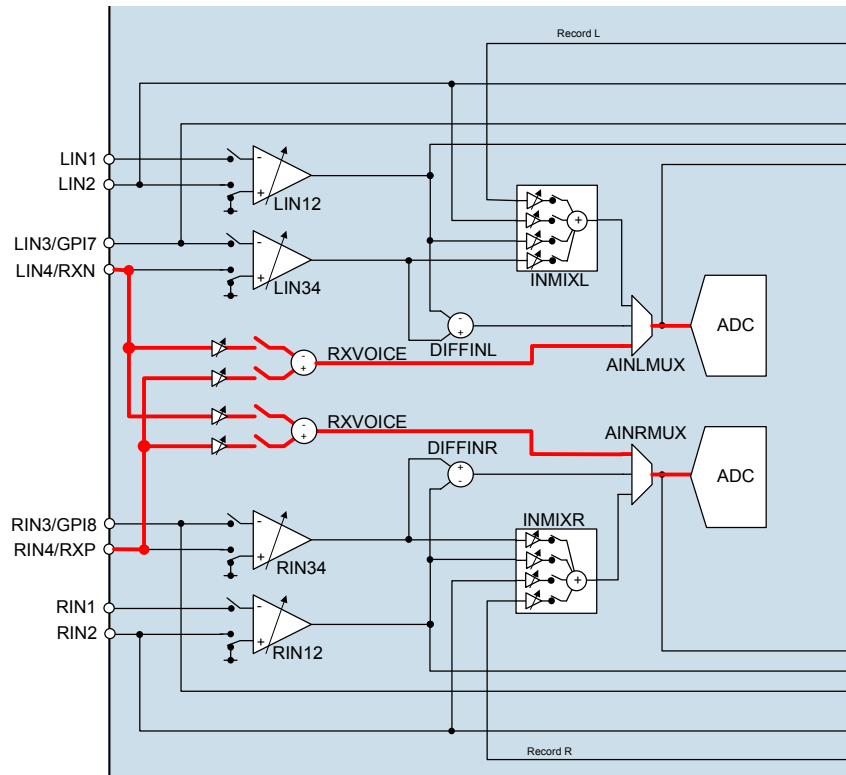 Record L
LIN1
LIN2
LIN12
LIN3/GPI7
LIN4/RXN
LIN34
INMIXL
ADC
DIFFINL
AINLMUX
RXVOICE
RXVOICE
AINRMUX
DIFFINR
ADC
INMIXR
RIN3/GPI8
RIN4/RXP
RIN34
RIN1
RIN2
RIN12
Record R